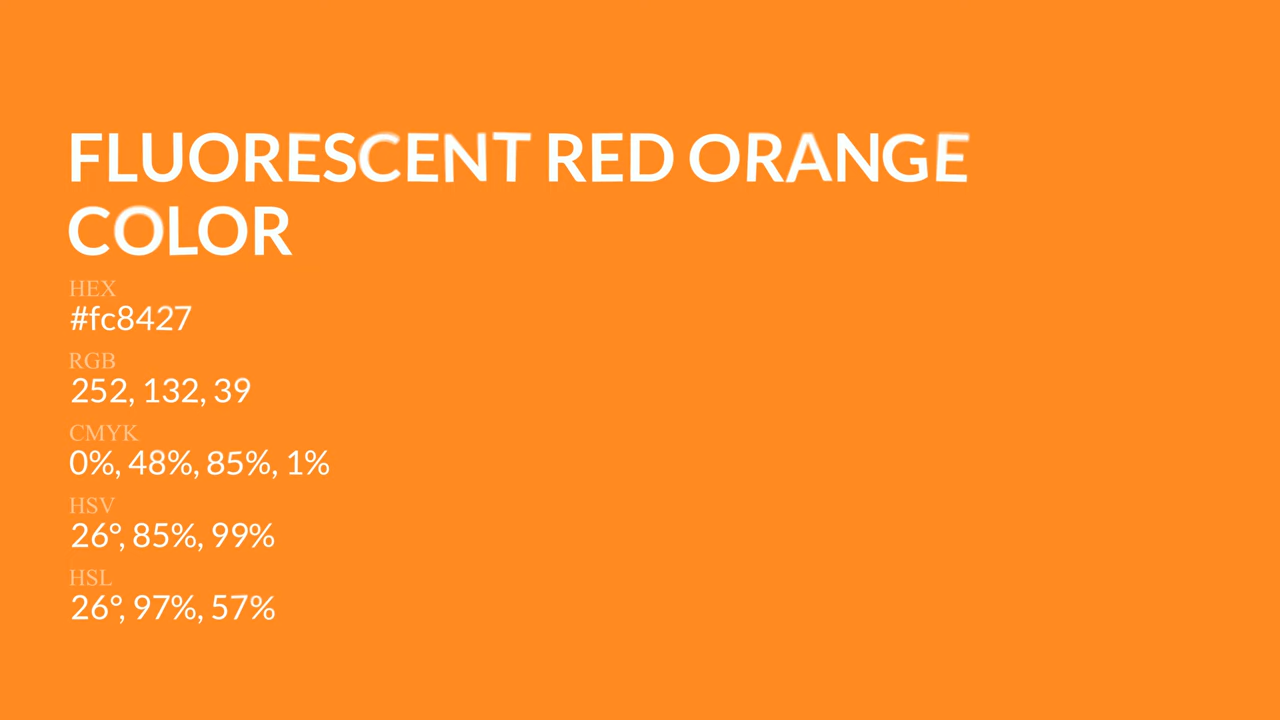 FLUORESCENT RED ORANGE
COLOR
HEX
#fc8427
RGB
252, 132, 39
CMYK
0%, 48%, 85%, 1%
HSV
26°, 85%, 99%
HSL
26°, 97%, 57%